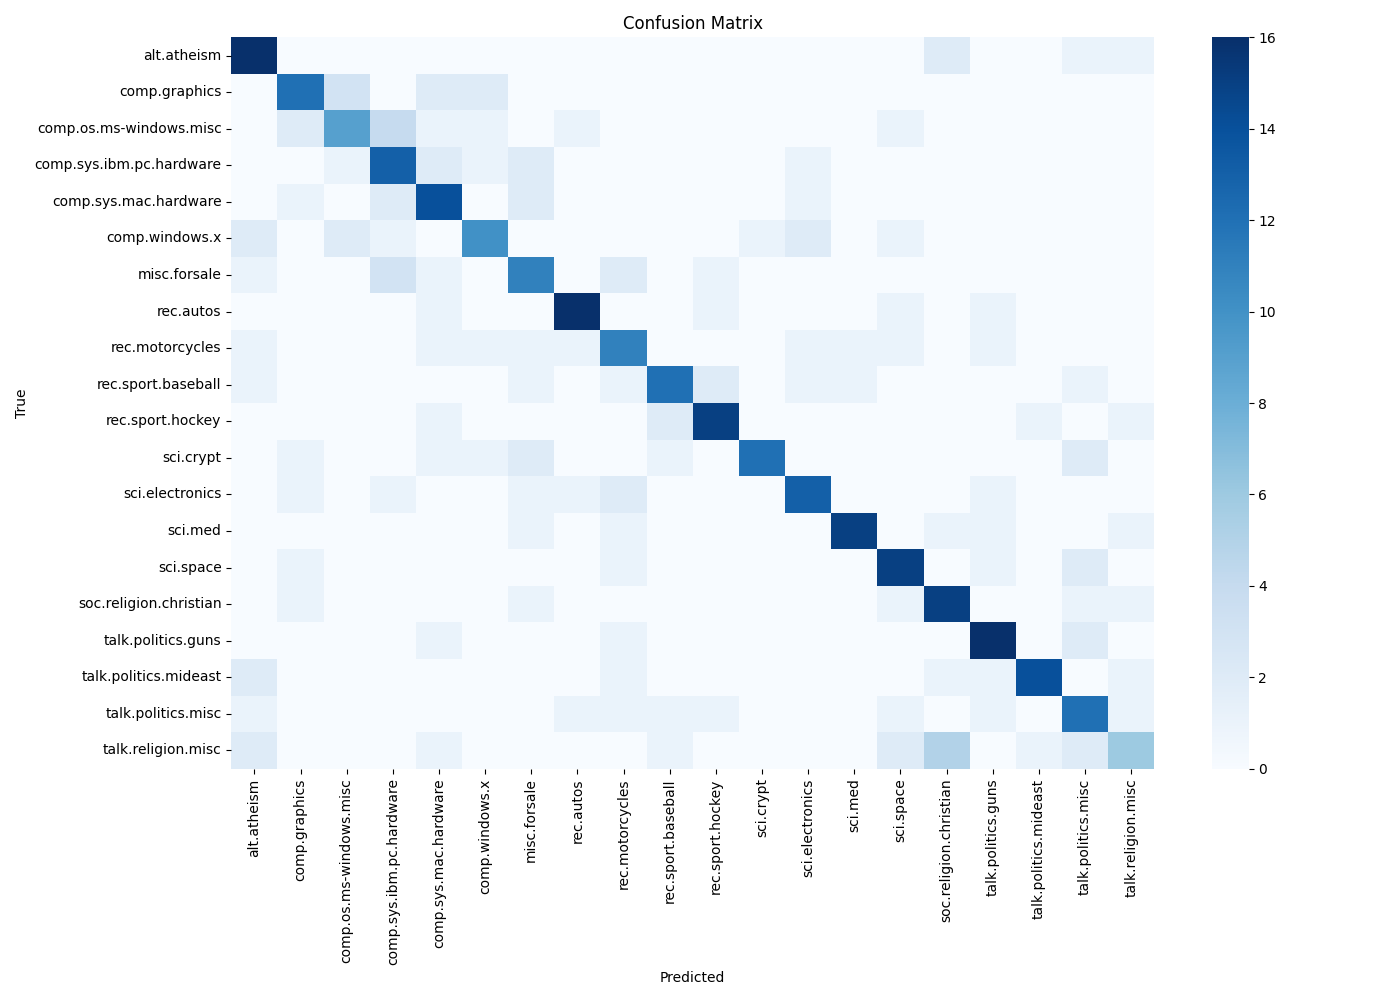 Confusion Matrix
alt.atheism
comp.graphics
comp.os.ms-windows.misc
comp.sys.ibm.pc.hardware
comp.sys.mac.hardware
comp.windows.x
misc.forsale
rec.autos
rec.motorcycles
rec.sport.baseball
rec.sport.hockey
sci.crypt
sci.electronics
sci.med
sci.space
soc.religion.christian
talk.politics.guns
talk.politics.mideast
talk.politics.misc
talk.religion.misc
True
alt.atheism
comp.graphics
comp.os.ms-windows.misc
comp.sys.ibm.pc.hardware
comp.sys.mac.hardware
comp.windows.x
misc.forsale
rec.autos
rec.motorcycles
rec.sport.baseball
rec.sport.hockey
sci.crypt
sci.electronics
sci.med
sci.space
soc.religion.christian
talk.politics.guns
talk.politics.mideast
talk.politics.misc
talk.religion.misc
Predicted
16
14
12
10
8
6
4
2
0